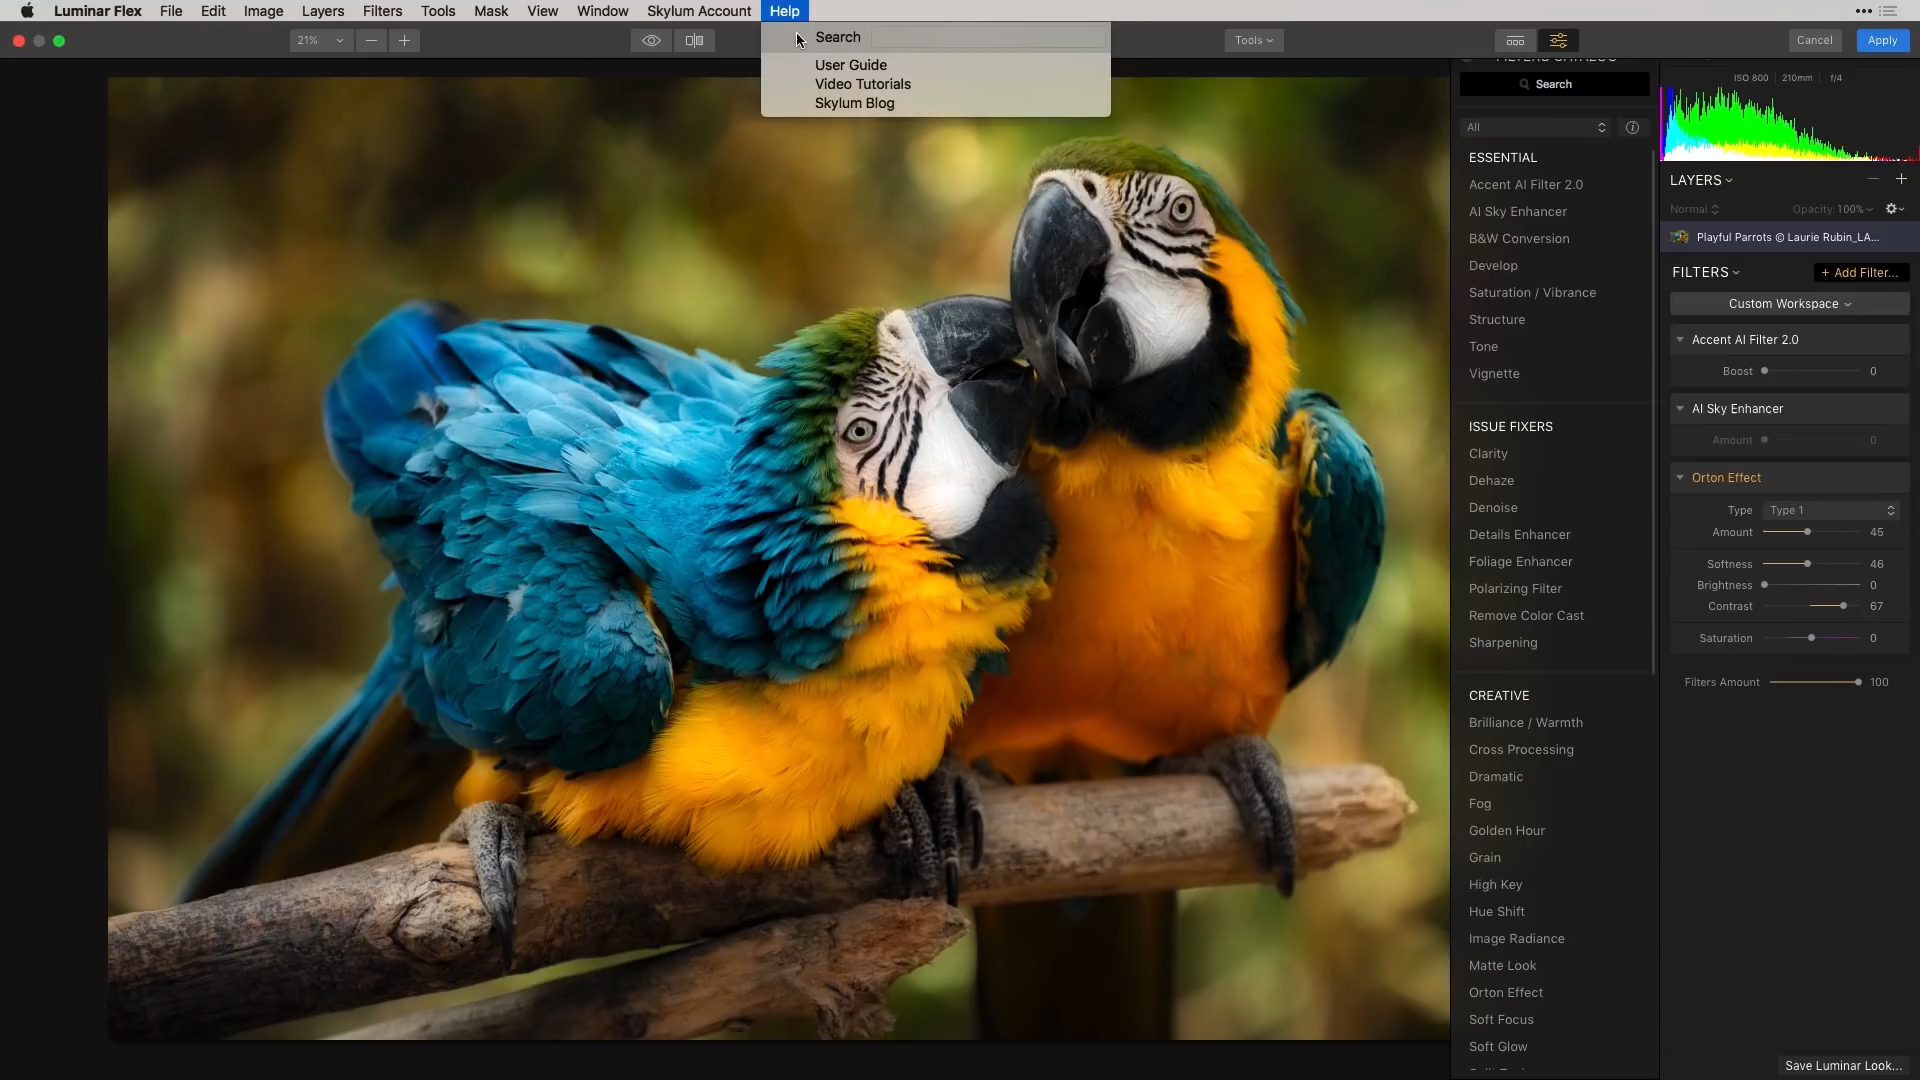 Luminar Flex File Edit Image Layers Filters Tools Mask View Window Skylum Account Help
21%
Search
User Guide
Video Tutorials
Skylum Blog
Tools
Cancel
Apply
Search
All
ESSENTIAL
Accent AI Filter 2.0
AI Sky Enhancer
B&W Conversion
Develop
Saturation / Vibrance
Structure
Tone
Vignette
ISSUE FIXERS
Clarity
Dehaze
Denoise
Details Enhancer
Foliage Enhancer
Polarizing Filter
Remove Color Cast
Sharpening
CREATIVE
Brilliance / Warmth
Cross Processing
Dramatic
Fog
Golden Hour
Grain
High Key
Hue Shift
Image Radiance
Matte Look
Orton Effect
Soft Focus
Soft Glow
ISO 800 210mm f/4
LAYERS
Normal Opacity: 100%
Playful Parrots © Laurie Rubin_LA...
FILTERS + Add Filter...
Custom Workspace
Accent AI Filter 2.0
Boost 0
AI Sky Enhancer
Amount 0
Orton Effect
Type Type 1
Amount 45
Softness 46
Brightness 0
Contrast 67
Saturation 0
Filters Amount 100
Save Luminar Look...